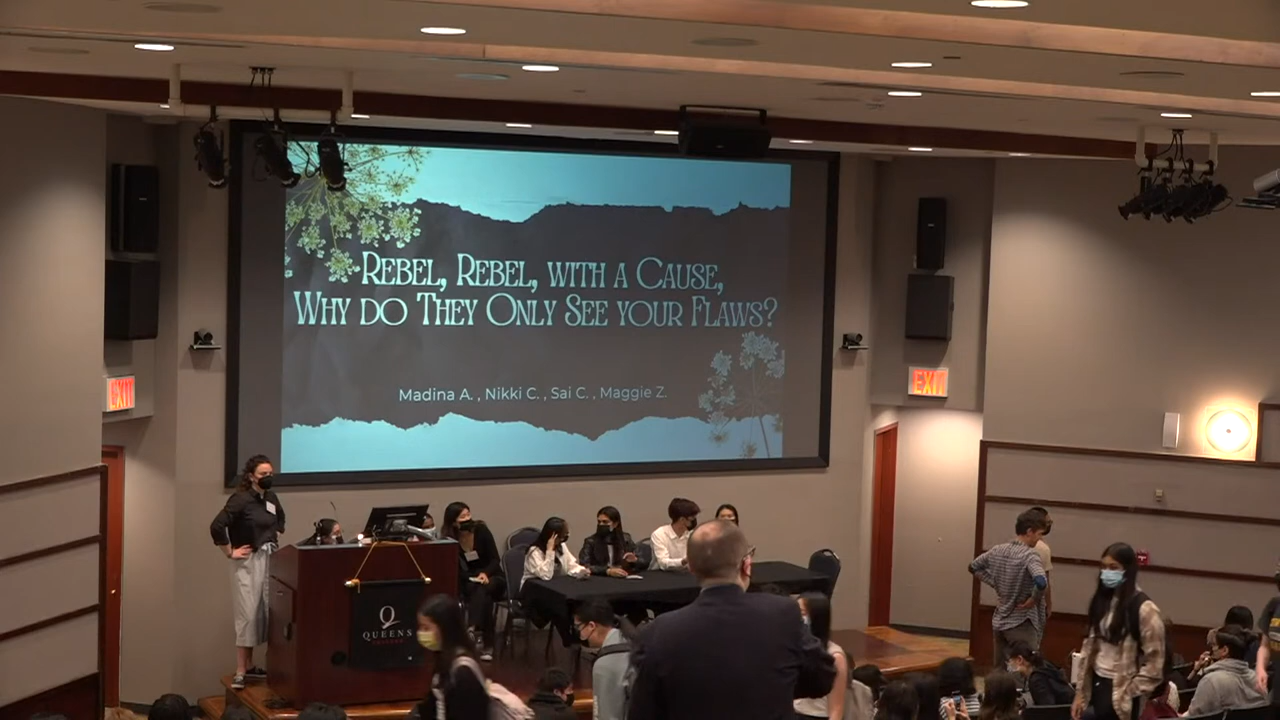 REBEL, REBEL, WITH A CAUSE,
WHY DO THEY ONLY SEE YOUR FLAWS?
Madina A. , Nikki C. , Sai C. , Maggie Z.
EXIT
EXIT
Q
QUEENS